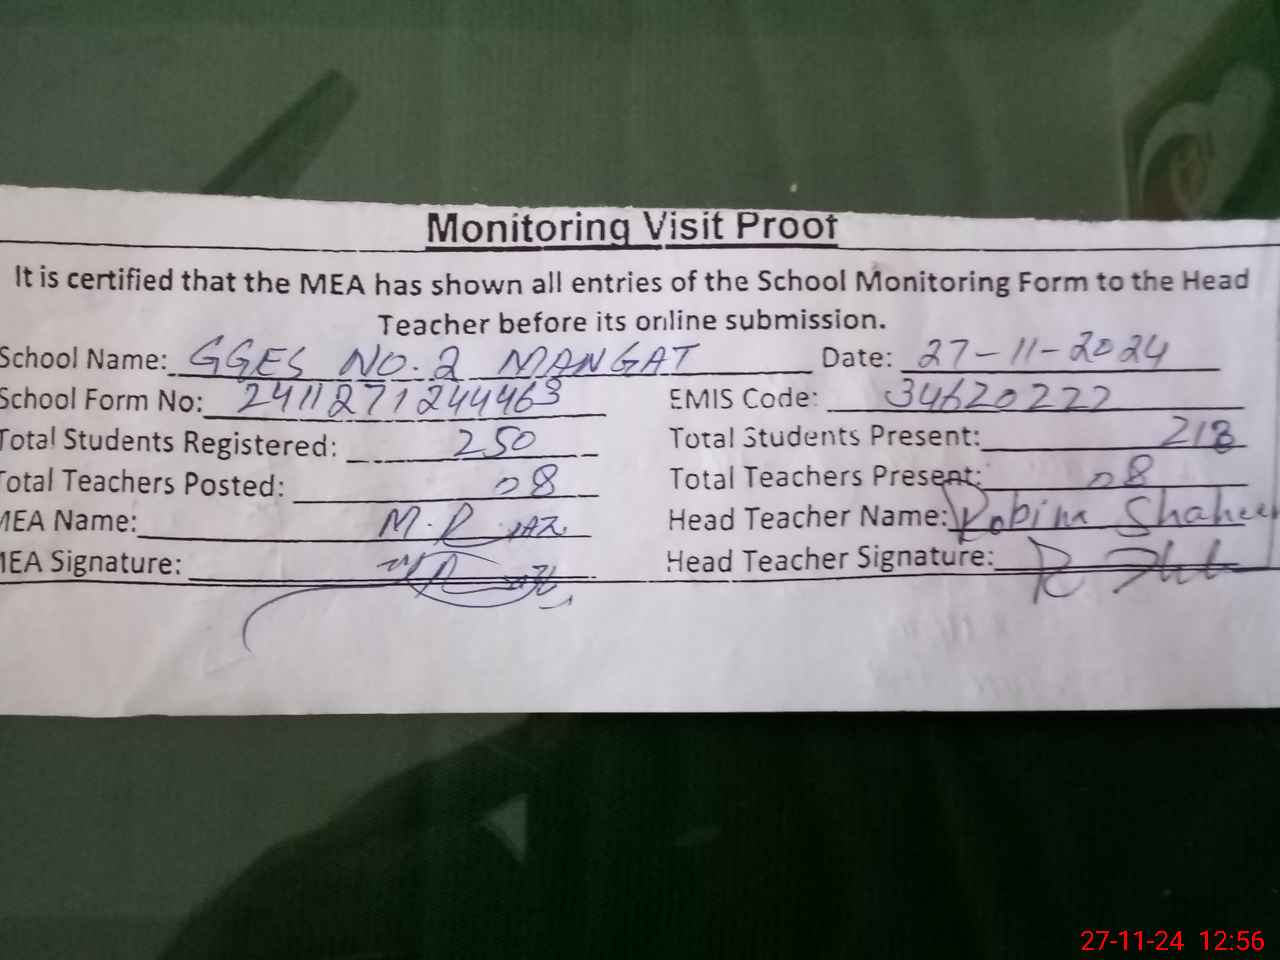 Monitoring Visit Proof
It is certified that the MEA has shown all entries of the School Monitoring Form to the Head
Teacher before its online submission.
School Name: GGES NO.2 MANGAT Date: 27-11-2024
School Form No: 2411271244463 EMIS Code: 34620222
Total Students Registered: 250 Total Students Present: 218
Total Teachers Posted: 08 Total Teachers Present: 08
MEA Name: M. Head Teacher Name: Robina Shaheen
MEA Signature: Head Teacher Signature:
27-11-24 12:56